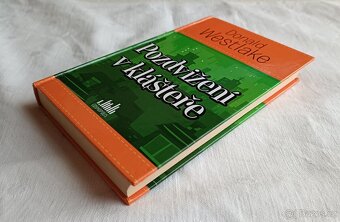 Donald
Westlake
Pozdvižení
v klášteře